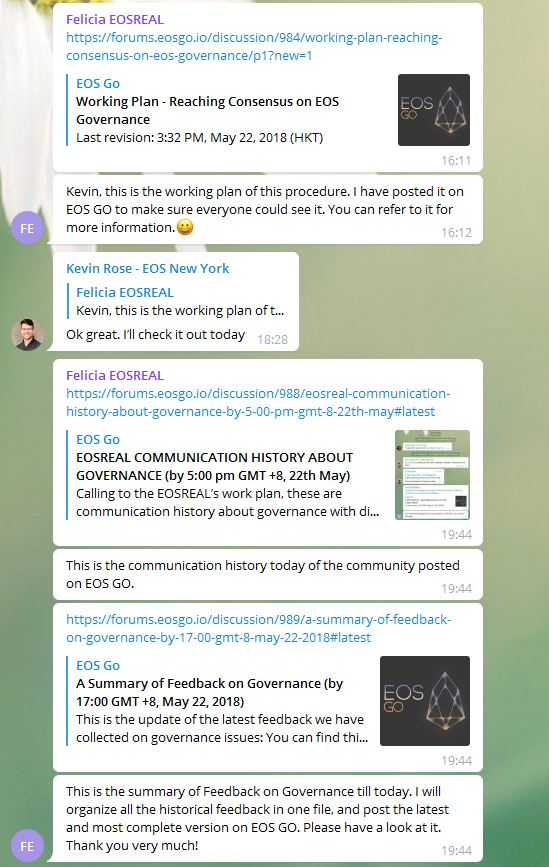 Felicia EOSREAL
https://forums.eosgo.io/discussion/984/working-plan-reaching-
consensus-on-eos-governance/p1?new=1
EOS Go
Working Plan - Reaching Consensus on EOS
Governance
Last revision: 3:32 PM, May 22, 2018 (HKT)
EOS
GO
16:11
Kevin, this is the working plan of this procedure. I have posted it on
EOS GO to make sure everyone could see it. You can refer to it for
more information.😀
16:12
FE
Kevin Rose - EOS New York
Felicia EOSREAL
Kevin, this is the working plan of t...
Ok great. I'll check it out today
18:28
Felicia EOSREAL
https://forums.eosgo.io/discussion/988/eosreal-communication-
history-about-governance-by-5-00-pm-gmt-8-22th-may#latest
EOS Go
EOSREAL COMMUNICATION HISTORY ABOUT
GOVERNANCE (by 5:00 pm GMT +8, 22th May)
Calling to the EOSREAL's work plan, these are
communication history about governance with di...
19:44
This is the communication history today of the community posted
on EOS GO.
19:44
https://forums.eosgo.io/discussion/989/a-summary-of-feedback-
on-governance-by-17-00-gmt-8-may-22-2018#latest
EOS Go
A Summary of Feedback on Governance (by
17:00 GMT +8, May 22, 2018)
This is the update of the latest feedback we have
collected on governance issues: You can find thi...
EOS
GO
19:44
This is the summary of Feedback on Governance till today. I will
organize all the historical feedback in one file, and post the latest
and most complete version on EOS GO. Please have a look at it.
Thank you very much!
19:44
FE